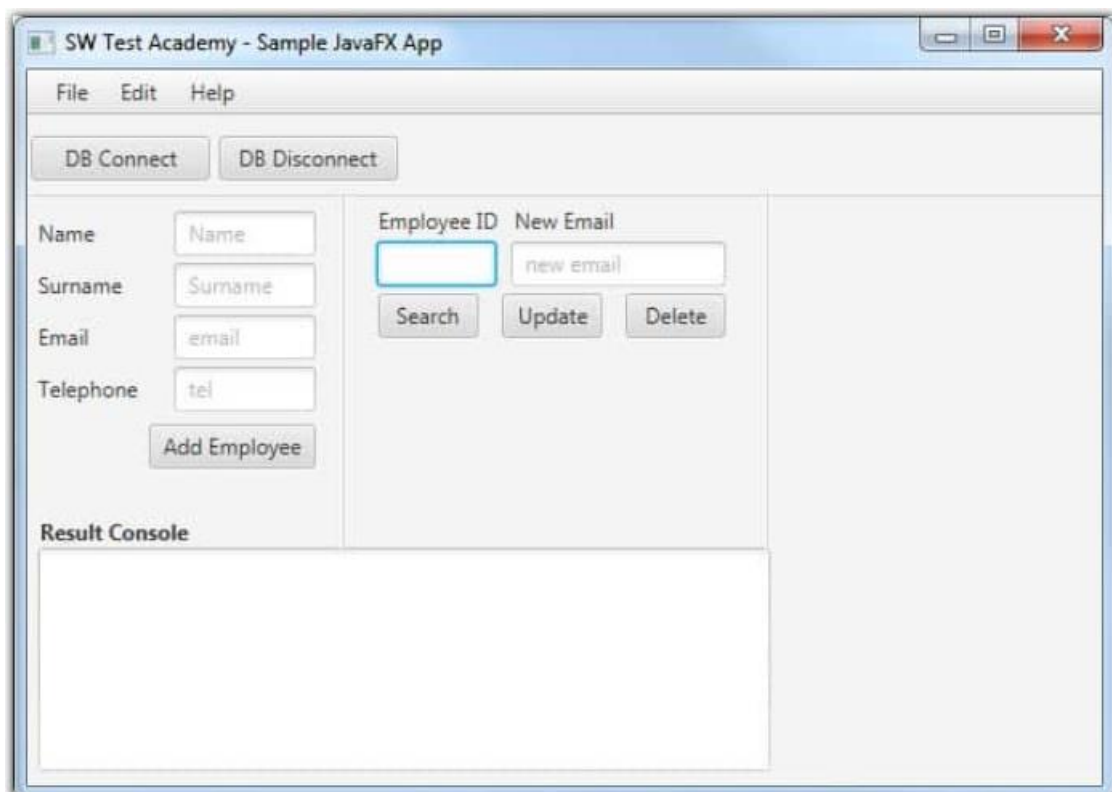 SW Test Academy - Sample JavaFX App
File Edit Help
DB Connect DB Disconnect
Name Name
Surname Surname
Email email
Telephone tel
Add Employee
Employee ID New Email
new email
Search Update Delete
Result Console